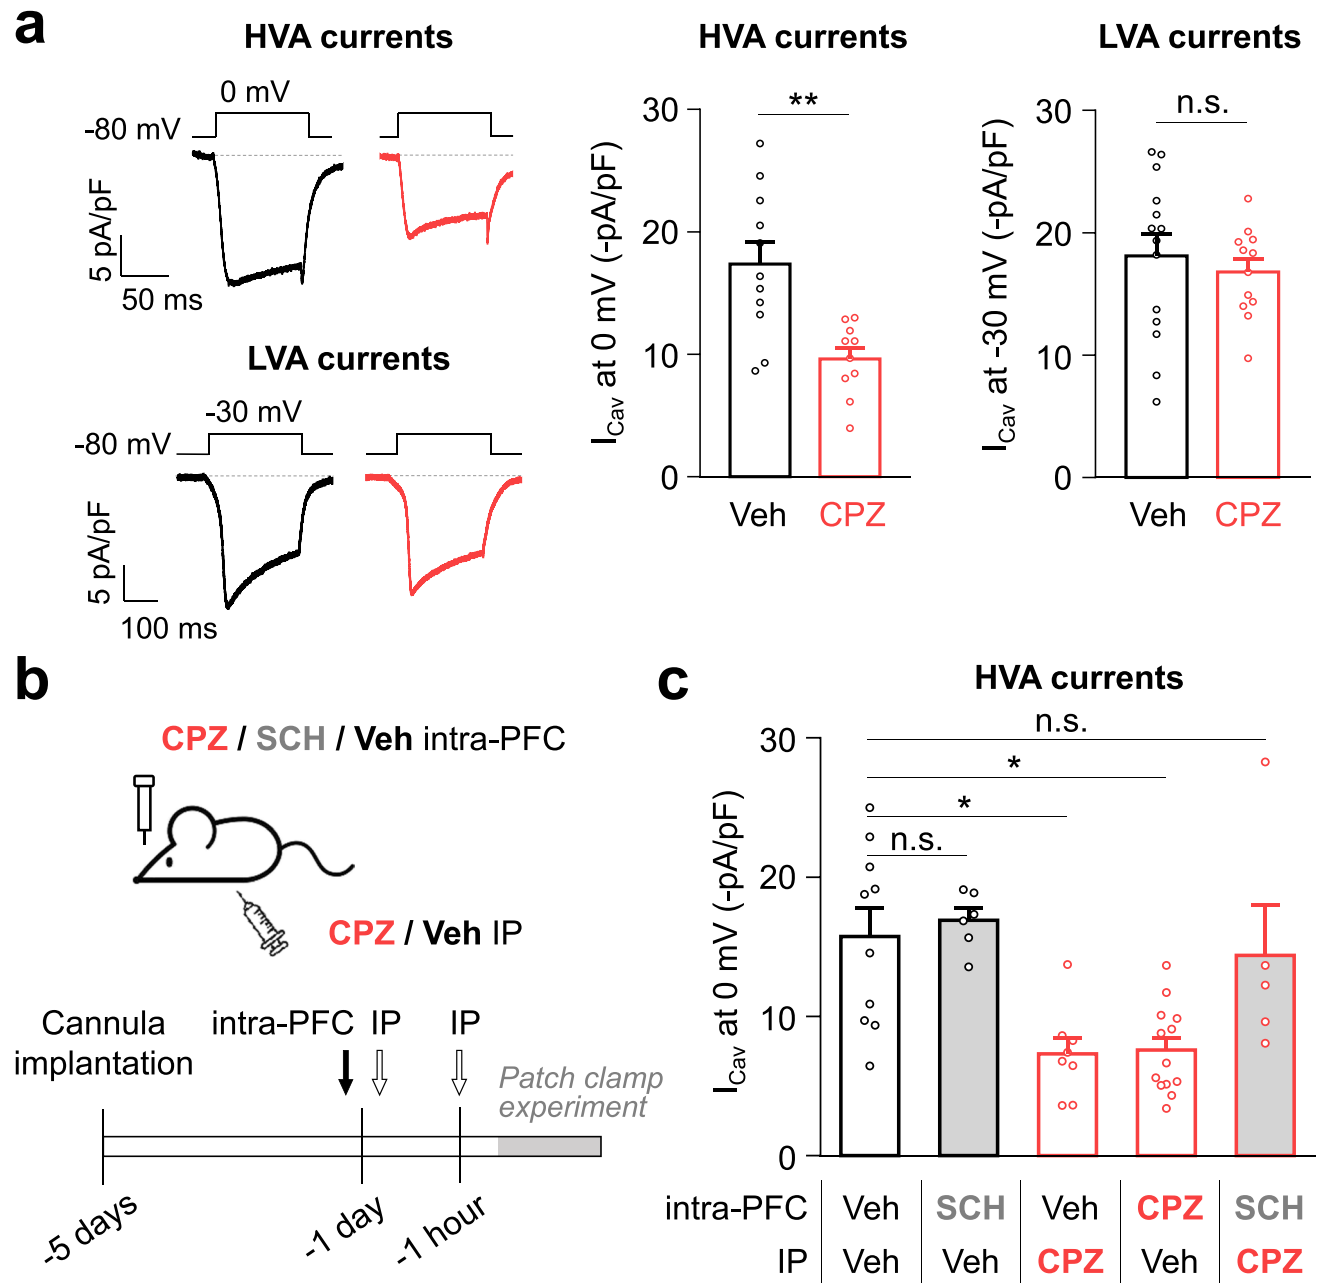 a
HVA currents
0 mV
-80 mV
5 pA/pF
50 ms
LVA currents
-30 mV
-80 mV
5 pA/pF
100 ms
HVA currents
I_Cav at 0 mV (-pA/pF)
30
20
10
0
**
Veh CPZ
LVA currents
I_Cav at -30 mV (-pA/pF)
30
20
10
0
n.s.
Veh CPZ
b
CPZ / SCH / Veh intra-PFC
CPZ / Veh IP
Cannula
implantation
intra-PFC IP IP
Patch clamp
experiment
-5 days
-1 day
-1 hour
c
HVA currents
I_Cav at 0 mV (-pA/pF)
30
20
10
0
n.s.
*
*
n.s.
intra-PFC Veh SCH Veh CPZ SCH
IP Veh Veh CPZ Veh CPZ